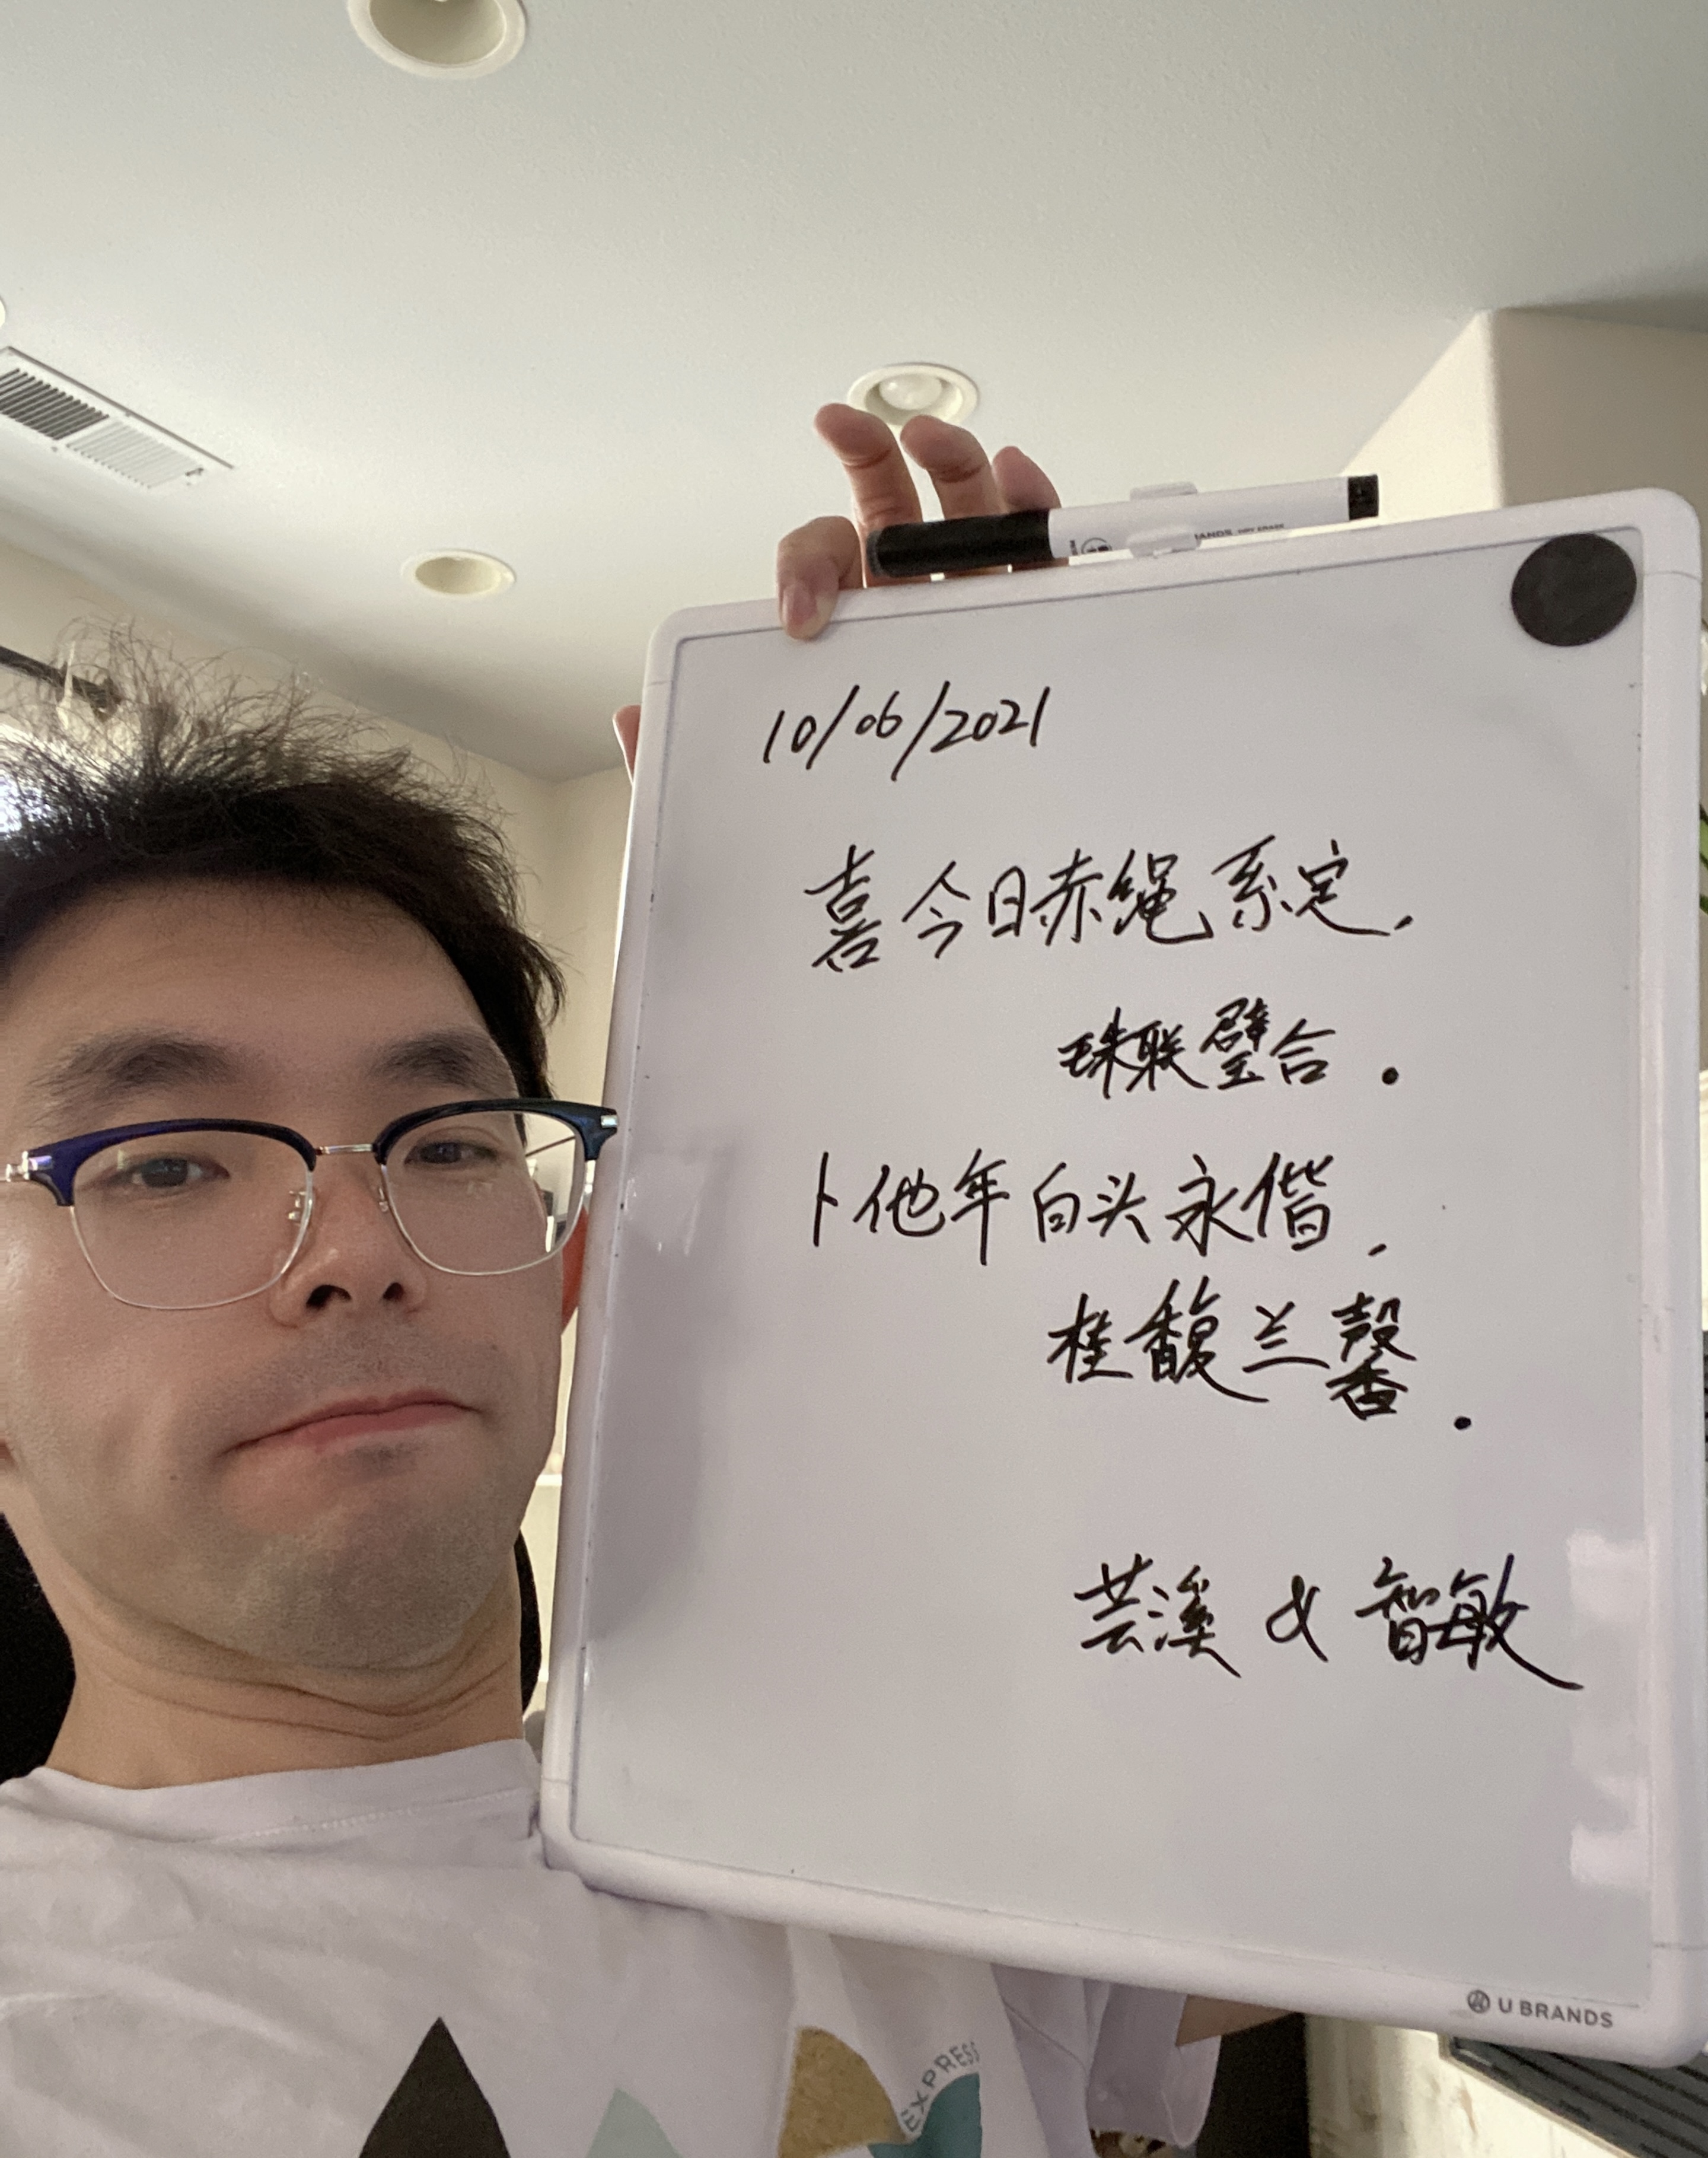 10/06/2021
喜今日赤绳系定，
珠联璧合．
卜他年白头永偕，
桂馥兰馨．
芸溪 & 智敏
U BRANDS
EXPRESS